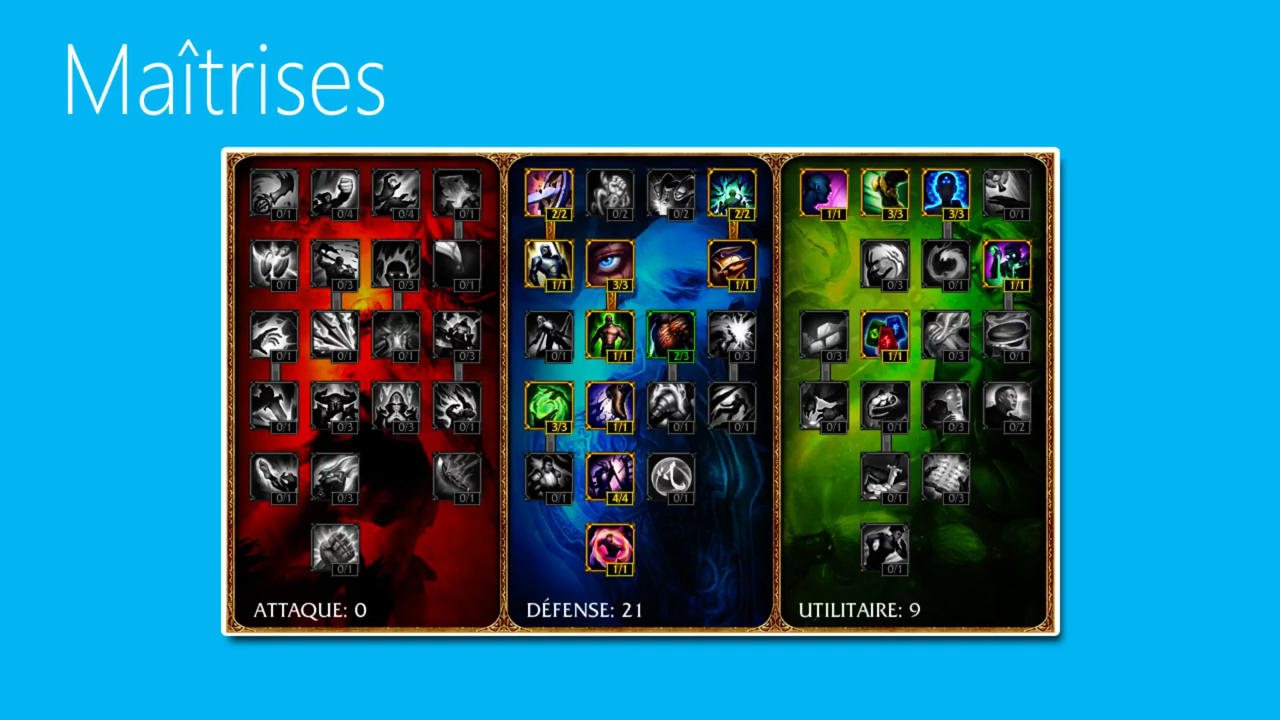 Maîtrises
0/1 0/4 0/4 0/1
0/1 0/3 0/3 0/1
0/1 0/1 0/1 0/3
0/1 0/3 0/3 0/1
0/1 0/3 0/1
0/1
ATTAQUE: 0
2/2 0/2 0/2 2/2
1/1 3/3 1/1
0/1 1/1 2/3 0/3
3/3 1/1 0/1 0/1
0/1 4/4 0/1
1/1
DÉFENSE: 21
1/1 3/3 3/3 0/1
0/3 0/1 1/1
0/3 1/1 0/3 0/1
0/1 0/1 0/3 0/2
0/1 0/3
0/1
UTILITAIRE: 9